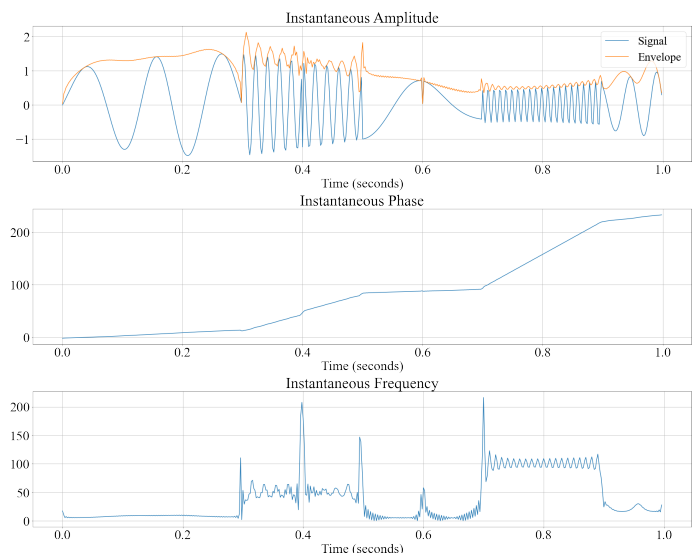 Instantaneous Amplitude
2
1
0
−1
Signal
Envelope
0.0 0.2 0.4 0.6 0.8 1.0
Time (seconds)
Instantaneous Phase
200
100
0
0.0 0.2 0.4 0.6 0.8 1.0
Time (seconds)
Instantaneous Frequency
200
150
100
50
0
0.0 0.2 0.4 0.6 0.8 1.0
Time (seconds)